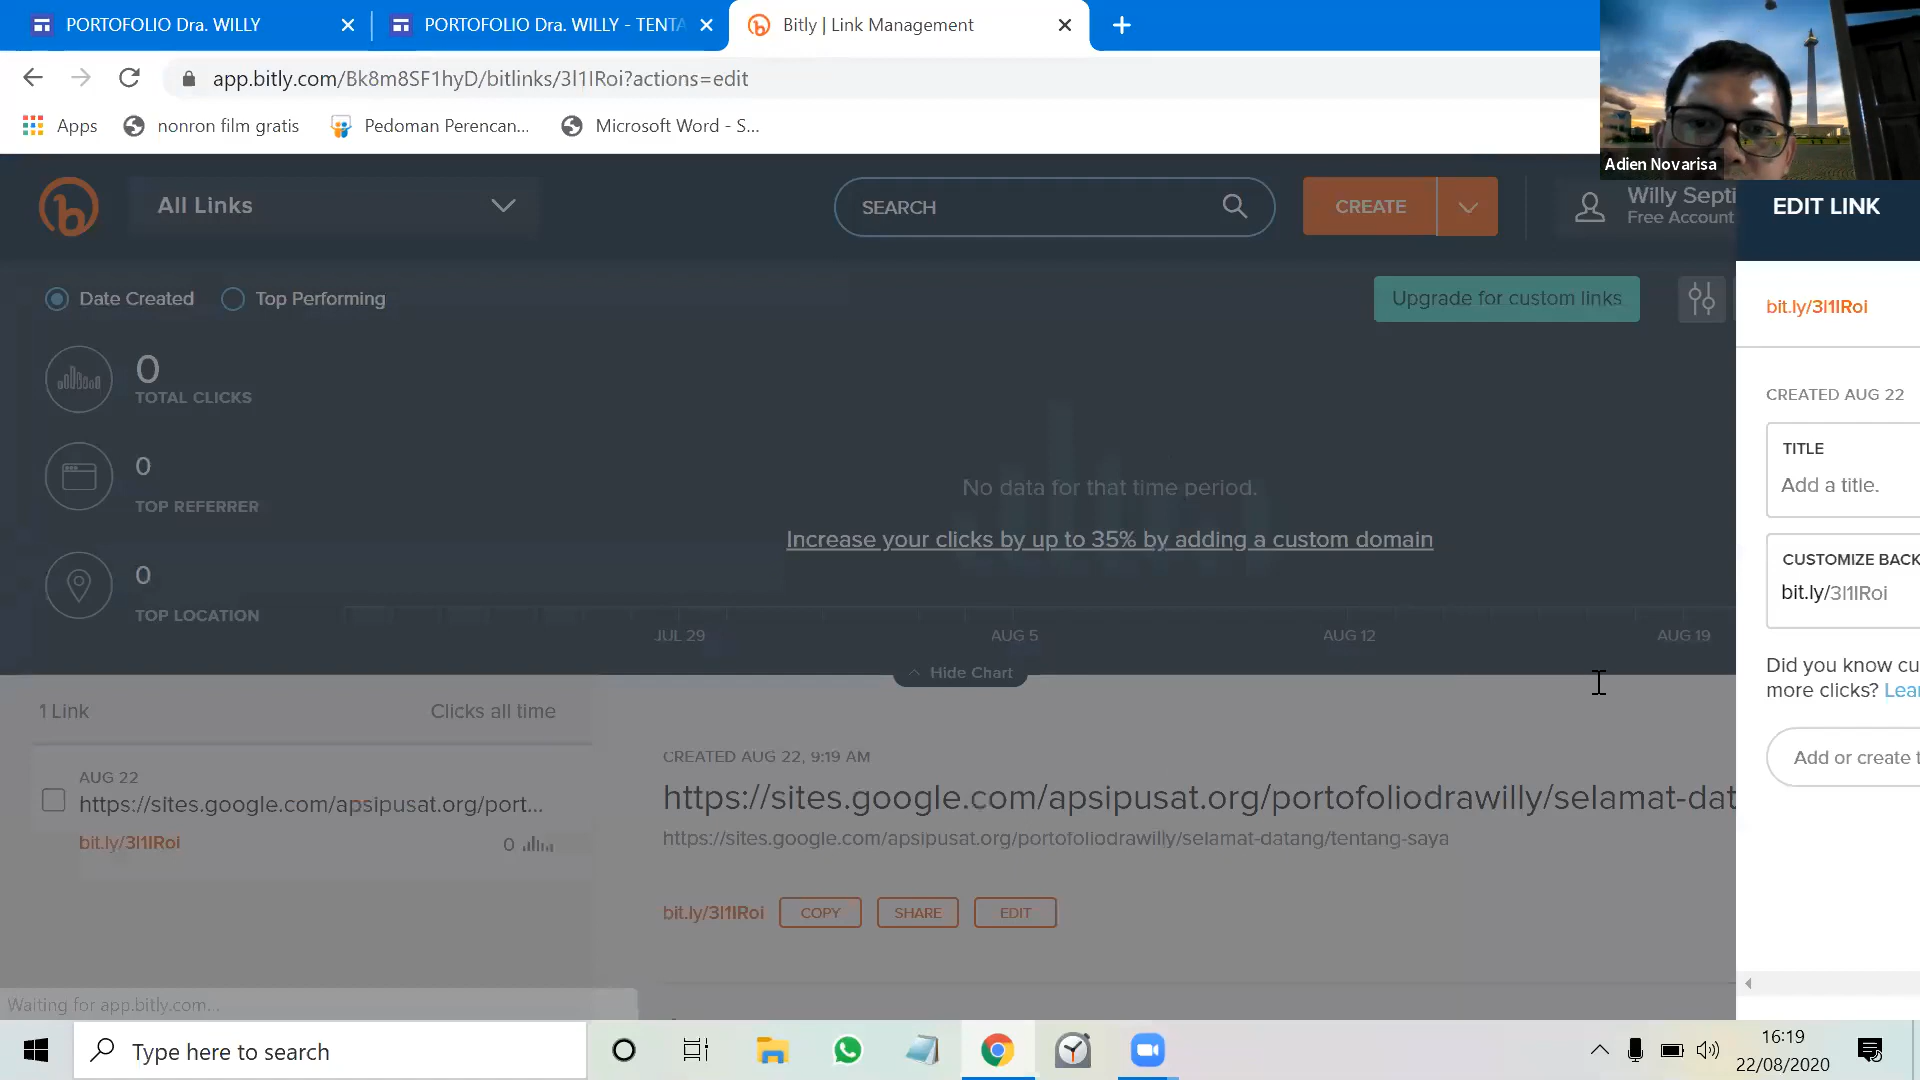 PORTOFOLIO Dra. WILLY
PORTOFOLIO Dra. WILLY - TENTA
Bitly | Link Management
app.bitly.com/Bk8m8SF1hyD/bitlinks/3l1IRoi?actions=edit
Apps
nonron film gratis
Pedoman Perencan...
Microsoft Word - S...
Adien Novarisa
All Links
SEARCH
CREATE
Willy Septi
Free Account
EDIT LINK
Date Created
Top Performing
Upgrade for custom links
bit.ly/3l1IRoi
0
TOTAL CLICKS
CREATED AUG 22
TITLE
Add a title.
0
TOP REFERRER
No data for that time period.
Increase your clicks by up to 35% by adding a custom domain
CUSTOMIZE BACK
bit.ly/3l1IRoi
0
TOP LOCATION
JUL 29
AUG 5
AUG 12
AUG 19
Hide Chart
Did you know cu
more clicks? Lea
1 Link
Clicks all time
CREATED AUG 22, 9:19 AM
Add or create t
AUG 22
https://sites.google.com/apsipusat.org/port...
https://sites.google.com/apsipusat.org/portofoliodrawilly/selamat-dat
bit.ly/3l1IRoi
0
https://sites.google.com/apsipusat.org/portofoliodrawilly/selamat-datang/tentang-saya
bit.ly/3l1IRoi
COPY
SHARE
EDIT
Waiting for app.bitly.com...
Type here to search
16:19
22/08/2020